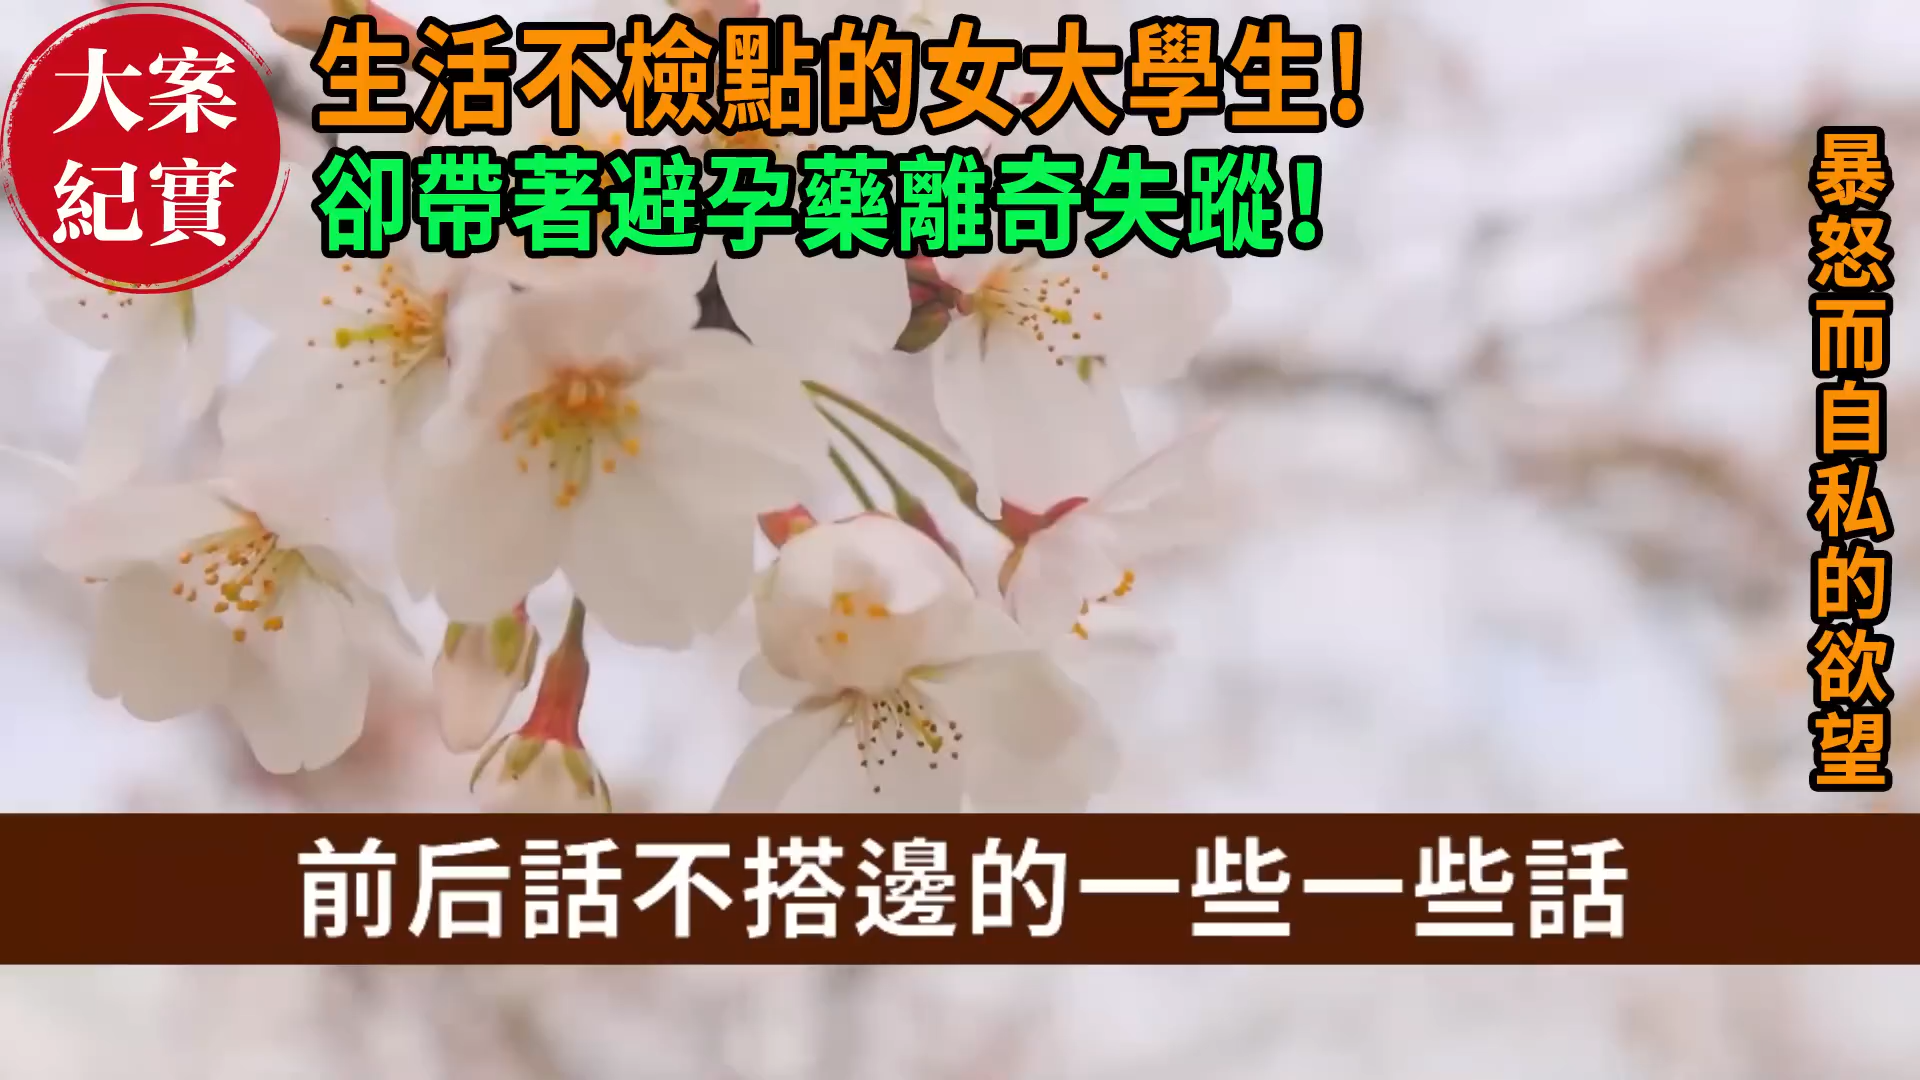 大案
紀實
生活不檢點的女大學生!
卻帶著避孕藥離奇失蹤!
暴怒而自私的欲望
前后話不搭邊的一些一些話